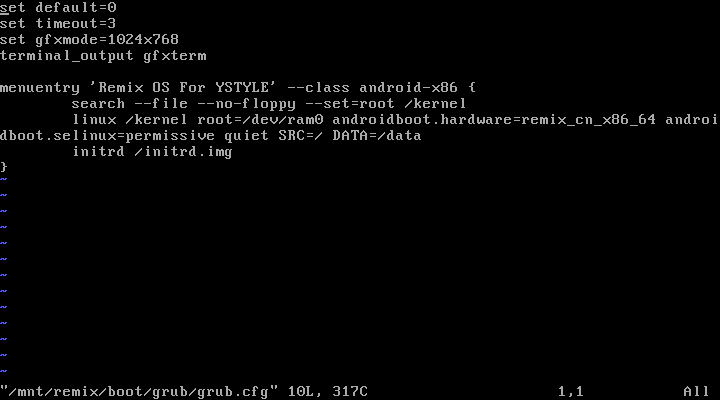 set default=0
set timeout=3
set gfxmode=1024x768
terminal_output gfxterm

menuentry 'Remix OS For YSTYLE' --class android-x86 {
        search --file --no-floppy --set=root /kernel
        linux /kernel root=/dev/ram0 androidboot.hardware=remix_cn_x86_64 androi
dboot.selinux=permissive quiet SRC=/ DATA=/data
        initrd /initrd.img
}
~
~
~
~
~
~
~
~
~
~
~
~
~
"/mnt/remix/boot/grub/grub.cfg" 10L, 317C 1,1 All